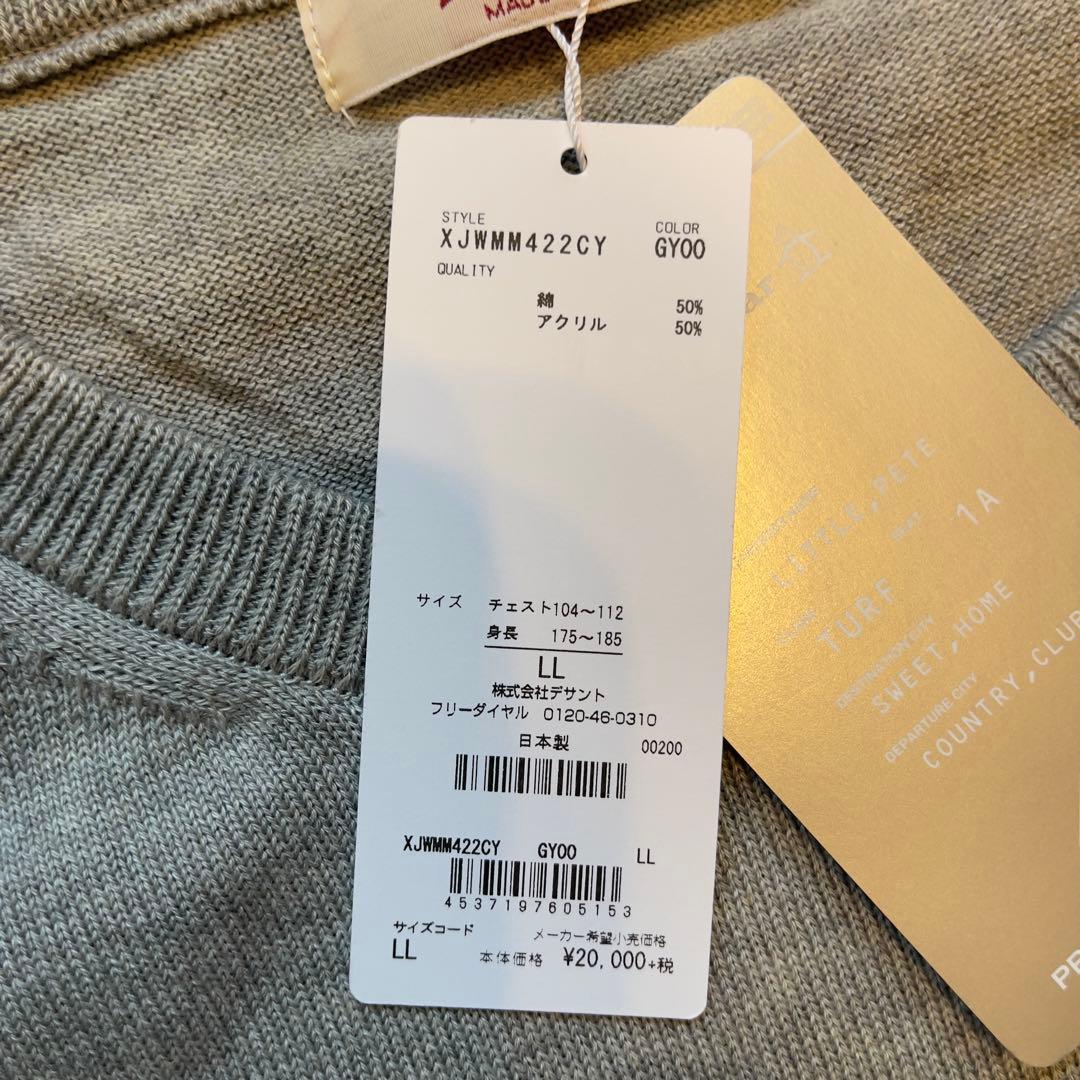 STYLE
COLOR
XJWMM422CY
GY00
QUALITY
綿 50%
アクリル 50%
サイズ チェスト104～112
身長 175～185
LL
株式会社デサント
フリーダイヤル 0120-46-0310
日本製 00200
XJWMM422CY GY00 LL
4537197605153
サイズコード
LL
メーカー希望小売価格
本体価格 ¥20,000+税
LITTLE,PETE
SEAT
1A
TURF
DESTINATION CITY
SWEET,HOME
DEPARTURE CITY
COUNTRY,CLUB